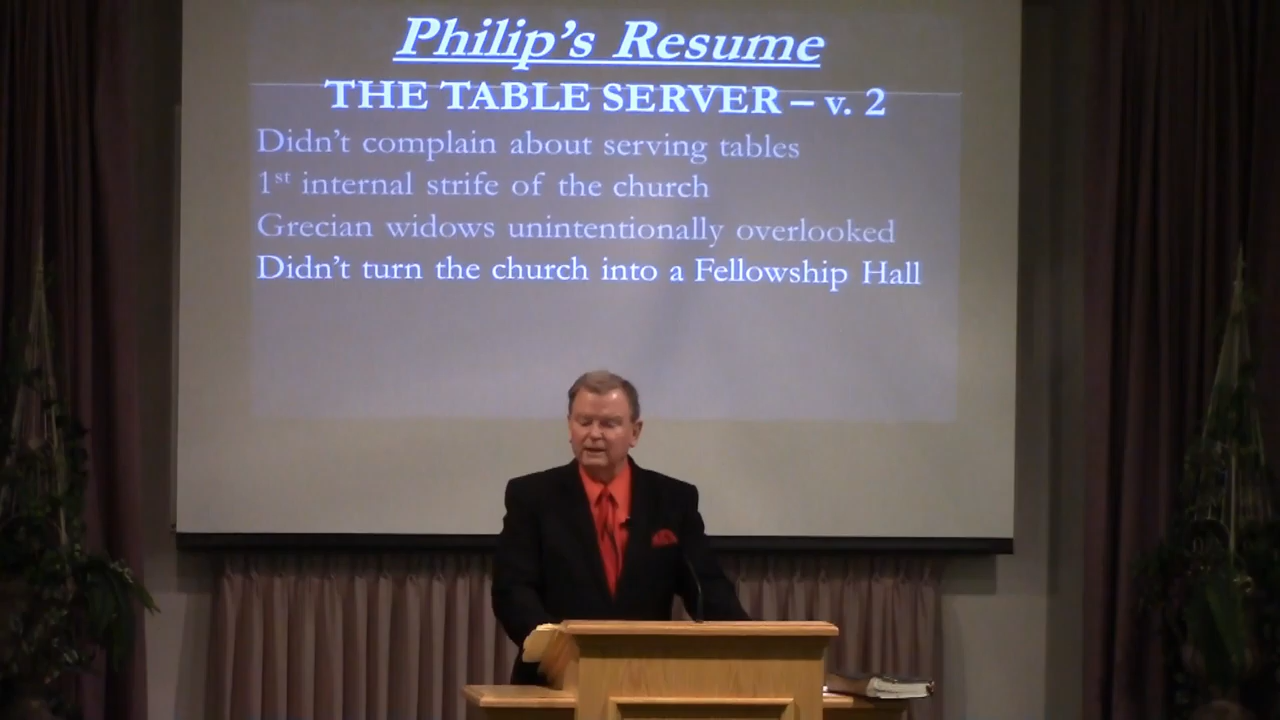 Philip's Resume
THE TABLE SERVER – v. 2
Didn't complain about serving tables
1st internal strife of the church
Grecian widows unintentionally overlooked
Didn't turn the church into a Fellowship Hall